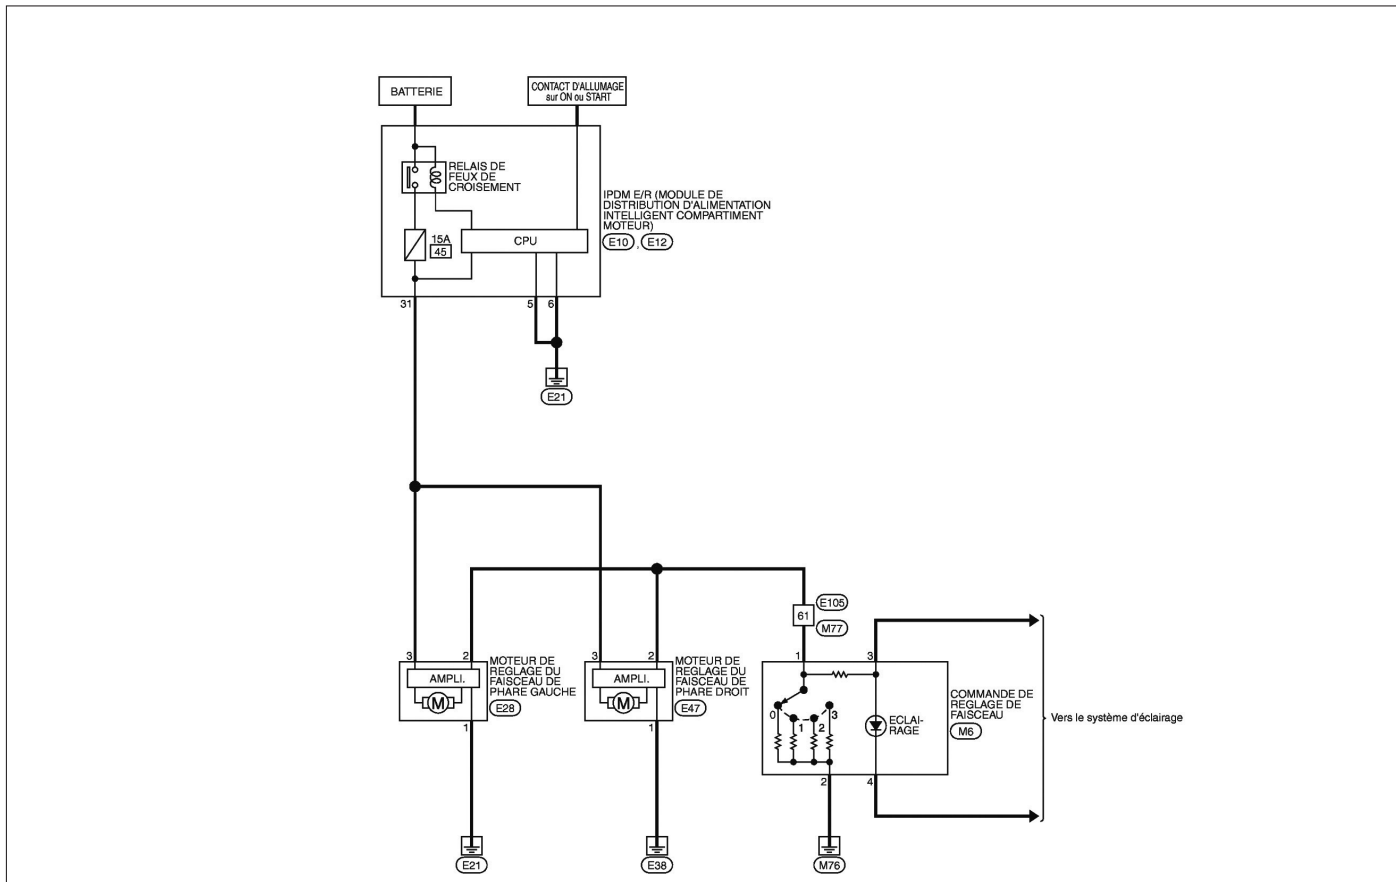 BATTERIE
CONTACT D'ALLUMAGE
sur ON ou START
RELAIS DE
FEUX DE
CROISEMENT
IPDM E/R (MODULE DE
DISTRIBUTION D'ALIMENTATION
INTELLIGENT COMPARTIMENT
MOTEUR)
E10 , E12
15A
45
CPU
31
5
6
E21
61
E105
M77
3
2
MOTEUR DE
REGLAGE DU
FAISCEAU DE
PHARE GAUCHE
E28
AMPLI.
M
1
3
2
MOTEUR DE
REGLAGE DU
FAISCEAU DE
PHARE DROIT
E47
AMPLI.
M
1
1
3
0
1
2
3
ECLAI-
RAGE
COMMANDE DE
REGLAGE DE
FAISCEAU
M6
Vers le système d'éclairage
2
4
E21
E38
M76